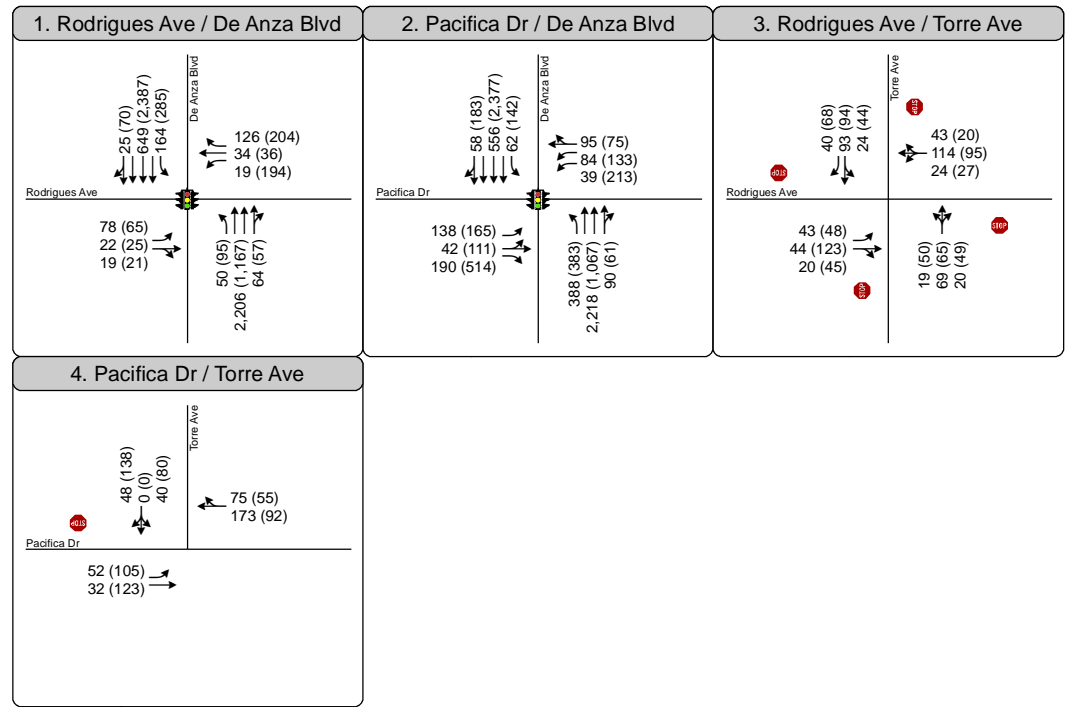 1. Rodrigues Ave / De Anza Blvd
De Anza Blvd
25 (70)
649 (2,387)
164 (285)
126 (204)
34 (36)
19 (194)
Rodrigues Ave
78 (65)
22 (25)
19 (21)
50 (95)
2,206 (1,167)
64 (57)
2. Pacifica Dr / De Anza Blvd
De Anza Blvd
58 (183)
556 (2,377)
62 (142)
95 (75)
84 (133)
39 (213)
Pacifica Dr
138 (165)
42 (111)
190 (514)
388 (383)
2,218 (1,067)
90 (61)
3. Rodrigues Ave / Torre Ave
Torre Ave
STOP
40 (68)
93 (94)
24 (44)
43 (20)
114 (95)
24 (27)
STOP
Rodrigues Ave
STOP
43 (48)
44 (123)
20 (45)
19 (50)
69 (65)
20 (49)
STOP
4. Pacifica Dr / Torre Ave
Torre Ave
48 (138)
0 (0)
40 (80)
75 (55)
173 (92)
STOP
Pacifica Dr
52 (105)
32 (123)